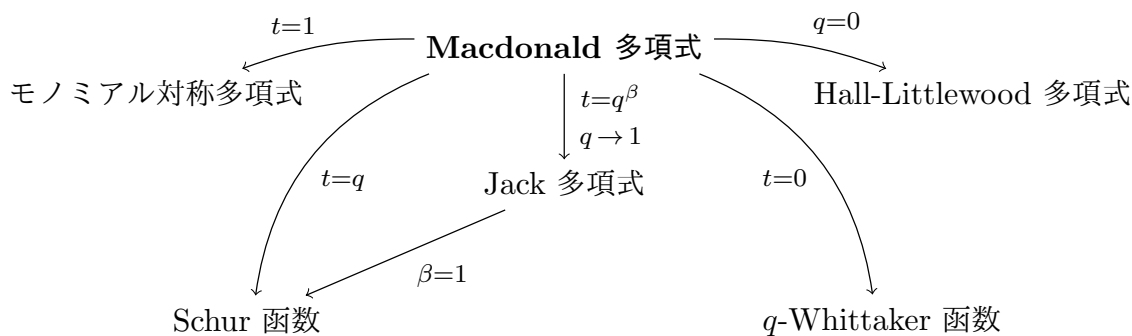 t=1
Macdonald 多項式
q=0
モノミアル対称多項式
t=q^β
q→1
Hall-Littlewood 多項式
t=q
Jack 多項式
t=0
β=1
Schur 函数
q-Whittaker 函数